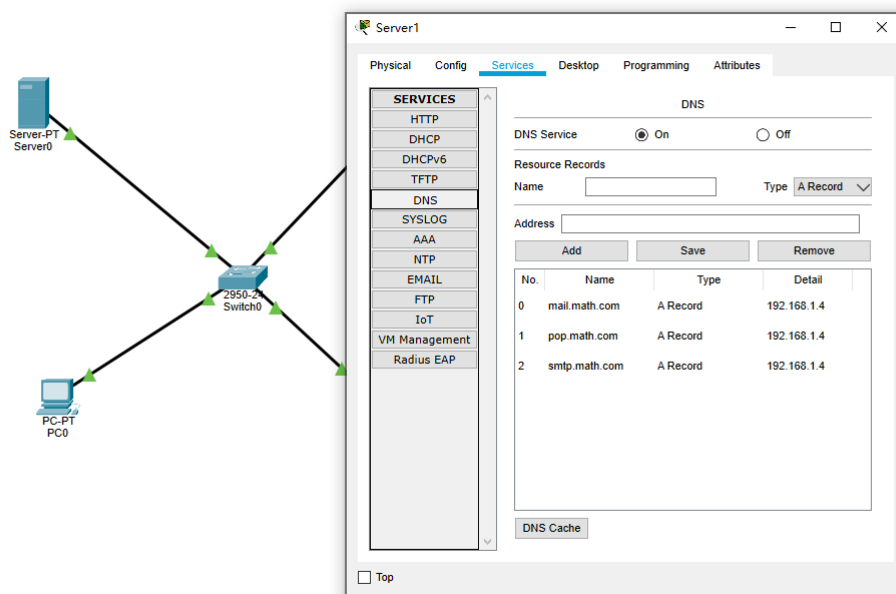 Server1
Physical Config Services Desktop Programming Attributes
SERVICES
HTTP
DHCP
DHCPv6
TFTP
DNS
SYSLOG
AAA
NTP
EMAIL
FTP
IoT
VM Management
Radius EAP
DNS
DNS Service On Off
Resource Records
Name Type A Record
Address
Add Save Remove
No. Name Type Detail
0 mail.math.com A Record 192.168.1.4
1 pop.math.com A Record 192.168.1.4
2 smtp.math.com A Record 192.168.1.4
DNS Cache
Top
Server-PT
Server0
2950-24
Switch0
PC-PT
PC0